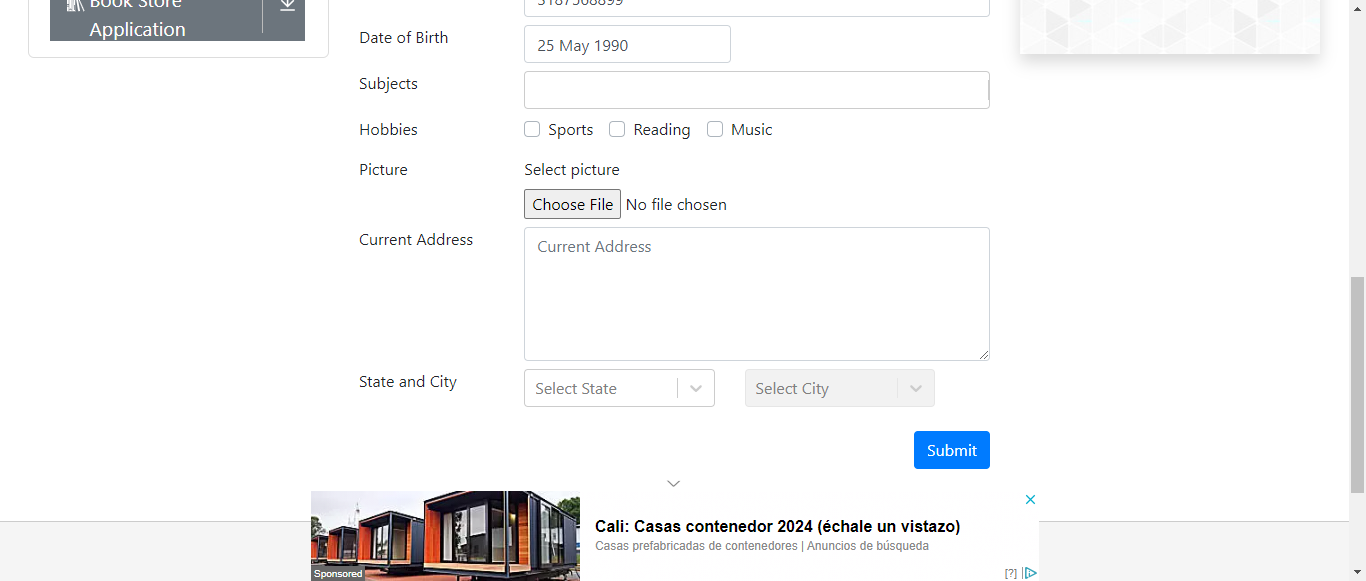 Book Store
Application
3187568899
Date of Birth
25 May 1990
Subjects
Hobbies
Sports
Reading
Music
Picture
Select picture
Choose File
No file chosen
Current Address
Current Address
State and City
Select State
Select City
Submit
Cali: Casas contenedor 2024 (échale un vistazo)
Casas prefabricadas de contenedores | Anuncios de búsqueda
Sponsored
[?]